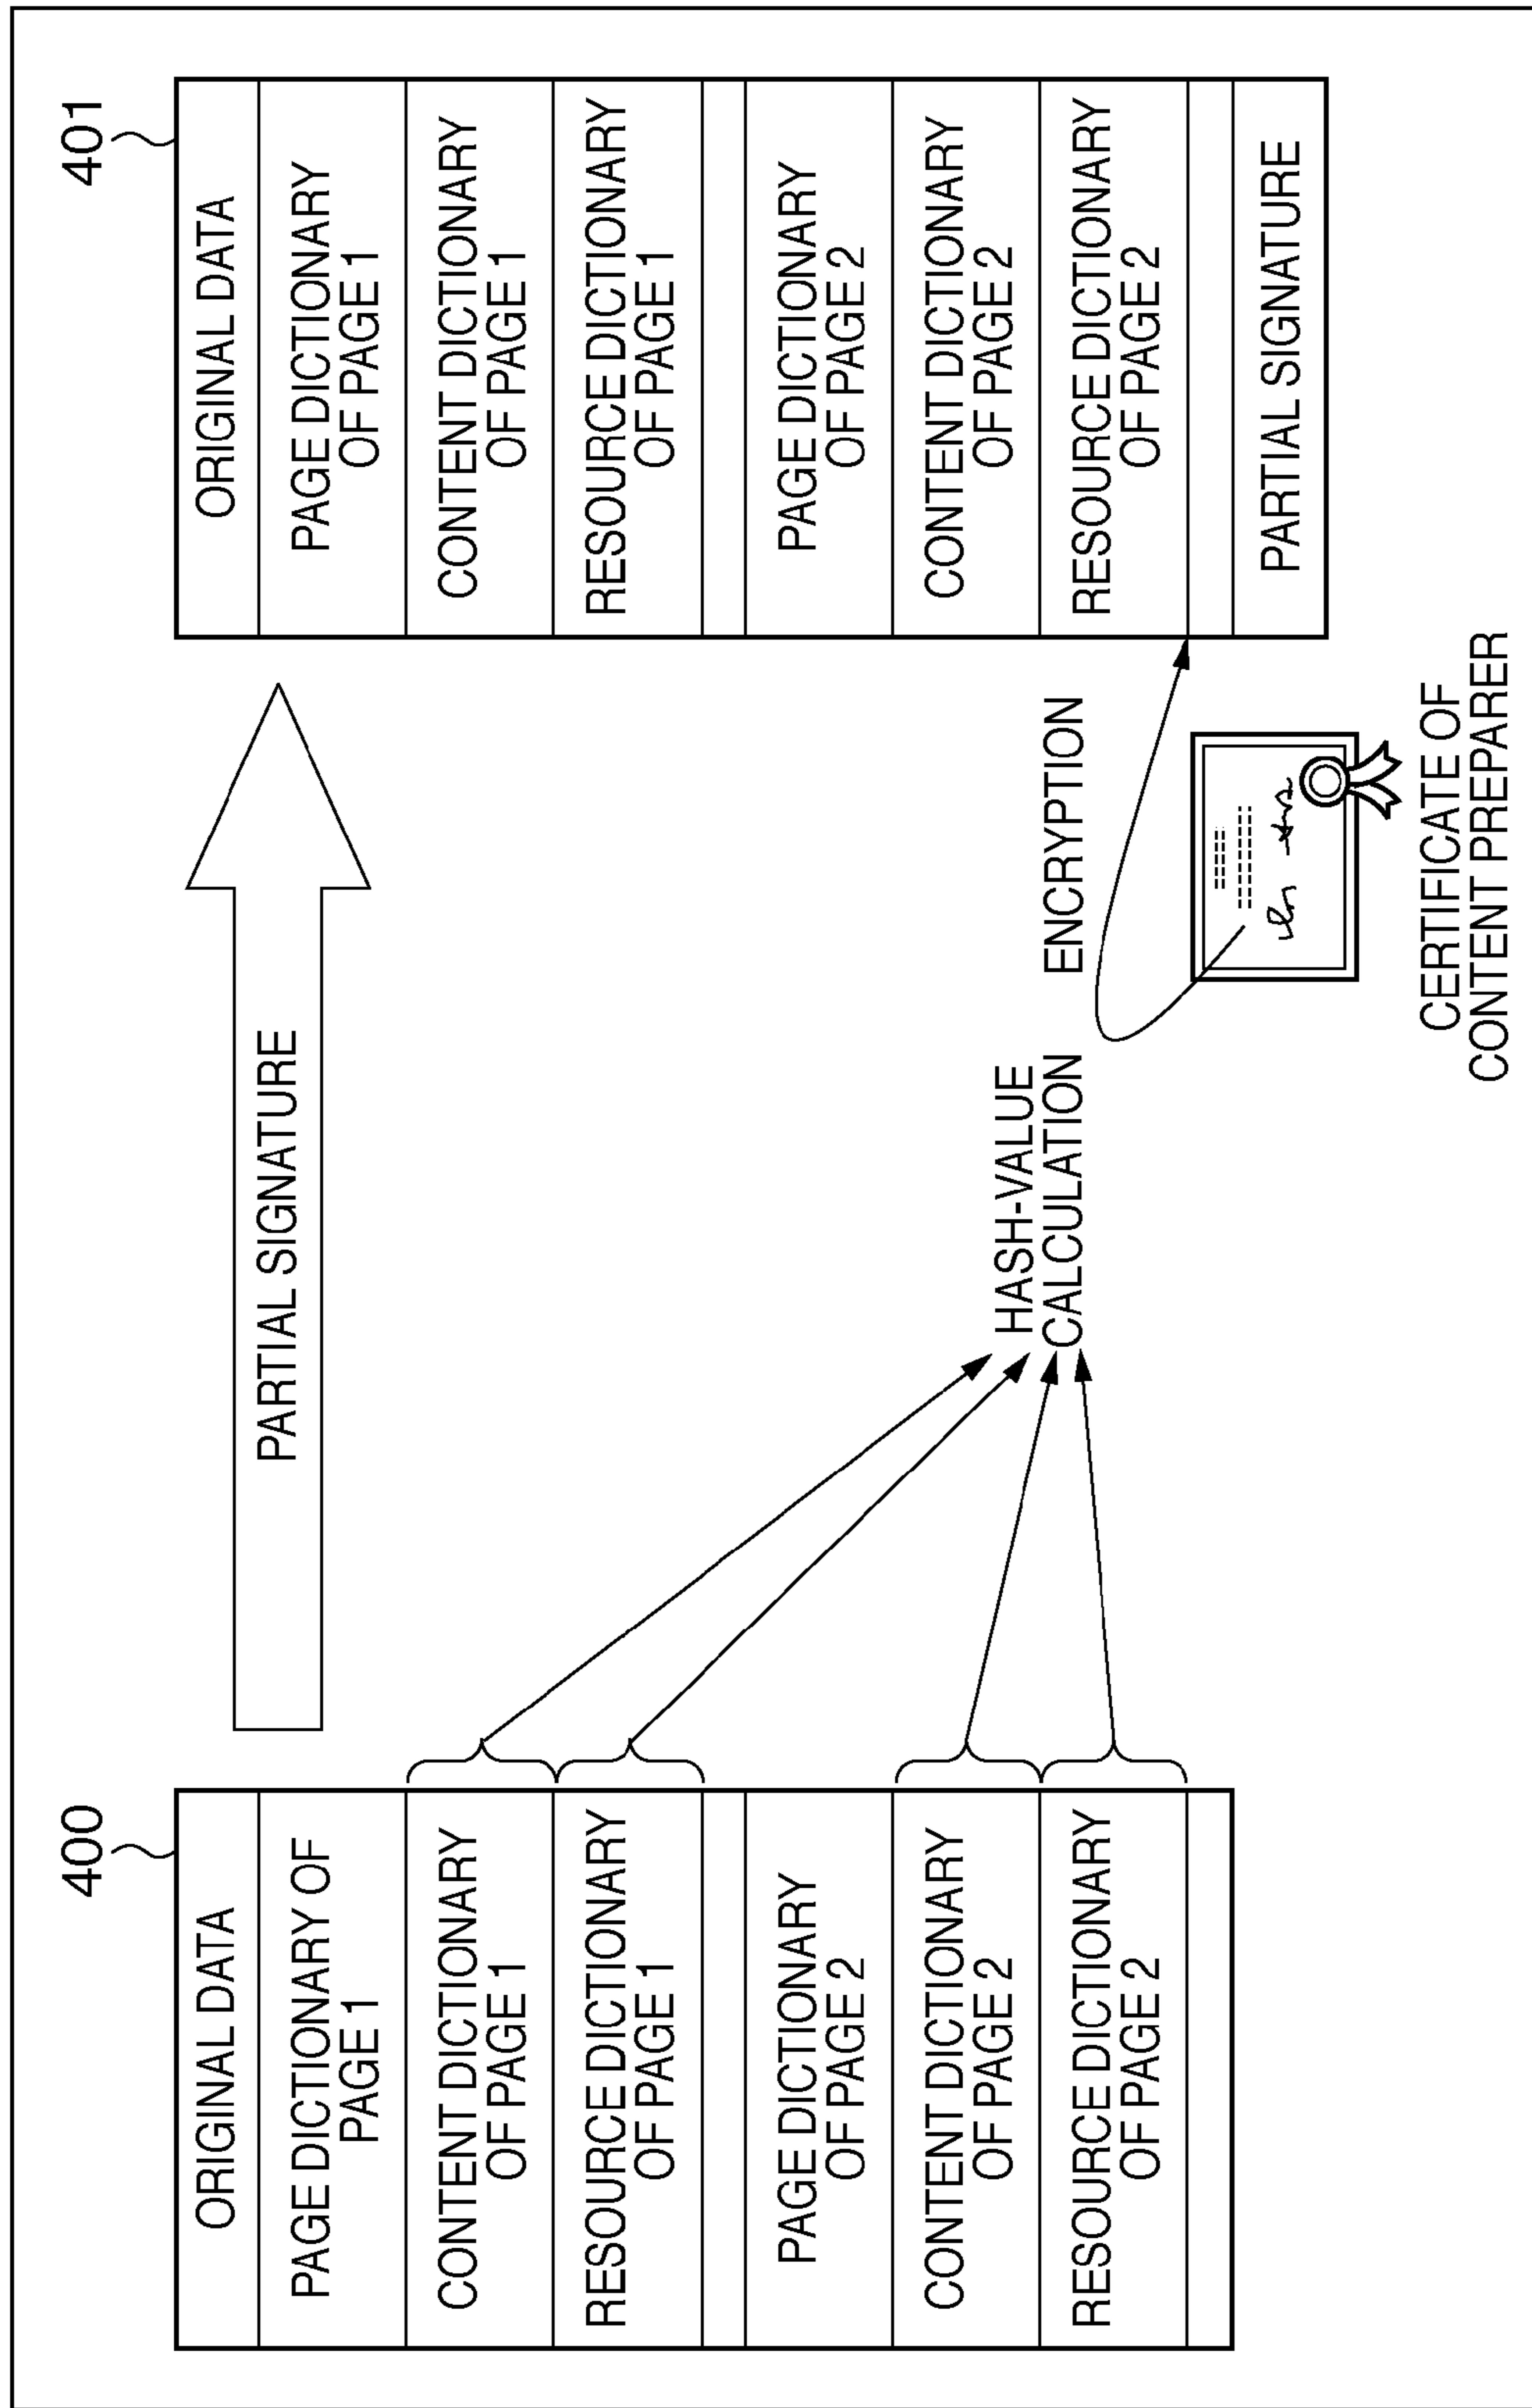 400
ORIGINAL DATA
PAGE DICTIONARY OF
PAGE 1
CONTENT DICTIONARY
OF PAGE 1
RESOURCE DICTIONARY
OF PAGE 1
PAGE DICTIONARY
OF PAGE 2
CONTENT DICTIONARY
OF PAGE 2
RESOURCE DICTIONARY
OF PAGE 2
PARTIAL SIGNATURE
HASH-VALUE
CALCULATION
ENCRYPTION
CERTIFICATE OF
CONTENT PREPARER
401
ORIGINAL DATA
PAGE DICTIONARY
OF PAGE 1
CONTENT DICTIONARY
OF PAGE 1
RESOURCE DICTIONARY
OF PAGE 1
PAGE DICTIONARY
OF PAGE 2
CONTENT DICTIONARY
OF PAGE 2
RESOURCE DICTIONARY
OF PAGE 2
PARTIAL SIGNATURE